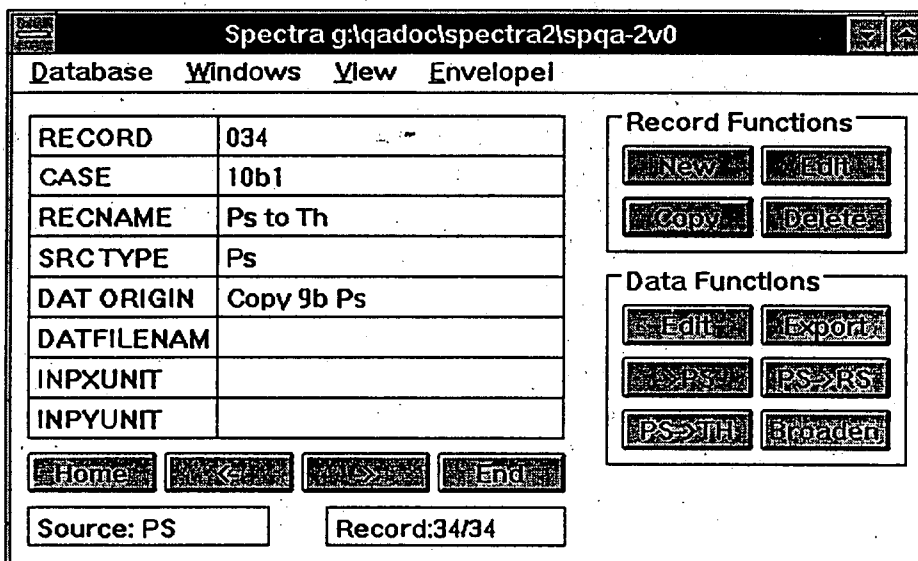 Spectra g:\qadoc\spectra2\spqa-2v0
Database Windows View Envelope!
RECORD 034
CASE 10b1
RECNAME Ps to Th
SRCTYPE Ps
DAT ORIGIN Copy 9b Ps
DATFILENAM
INPXUNIT
INPYUNIT
Home <- -> End
Source: PS Record:34/34
Record Functions
New Edit
Copy Delete
Data Functions
Edit Export
->PS PS->RS
PS->TH Broaden